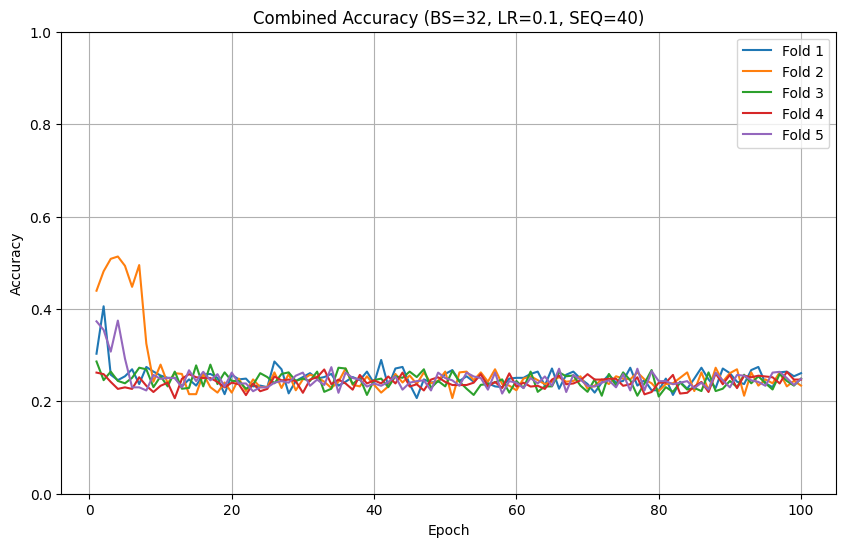 Combined Accuracy (BS=32, LR=0.1, SEQ=40)
1.0
0.8
0.6
0.4
0.2
0.0
Accuracy
Fold 1
Fold 2
Fold 3
Fold 4
Fold 5
0 20 40 60 80 100
Epoch